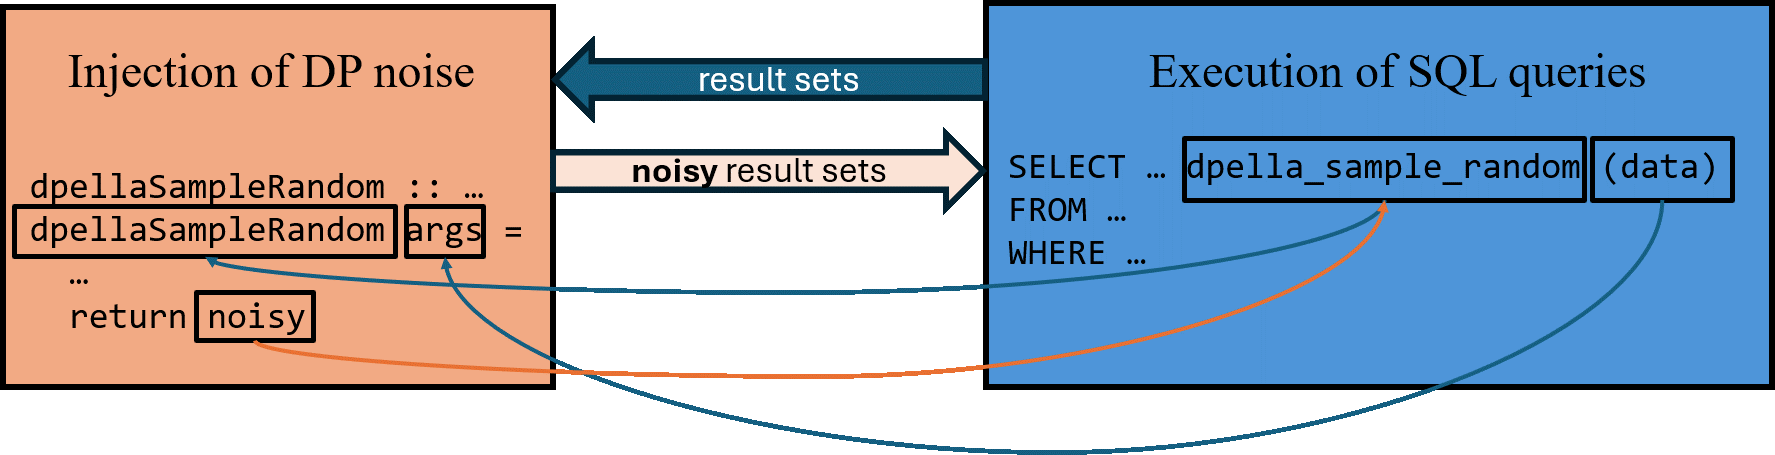 Injection of DP noise
dpellaSampleRandom :: …
dpellaSampleRandom args =
…
return noisy
result sets
noisy result sets
Execution of SQL queries
SELECT … dpella_sample_random (data)
FROM …
WHERE …